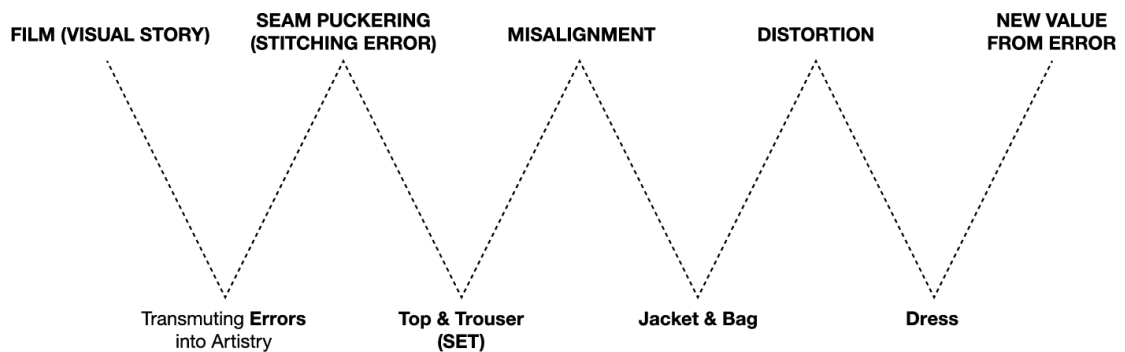 FILM (VISUAL STORY)
SEAM PUCKERING
(STITCHING ERROR)
MISALIGNMENT
DISTORTION
NEW VALUE
FROM ERROR
Transmuting Errors
into Artistry
Top & Trouser
(SET)
Jacket & Bag
Dress